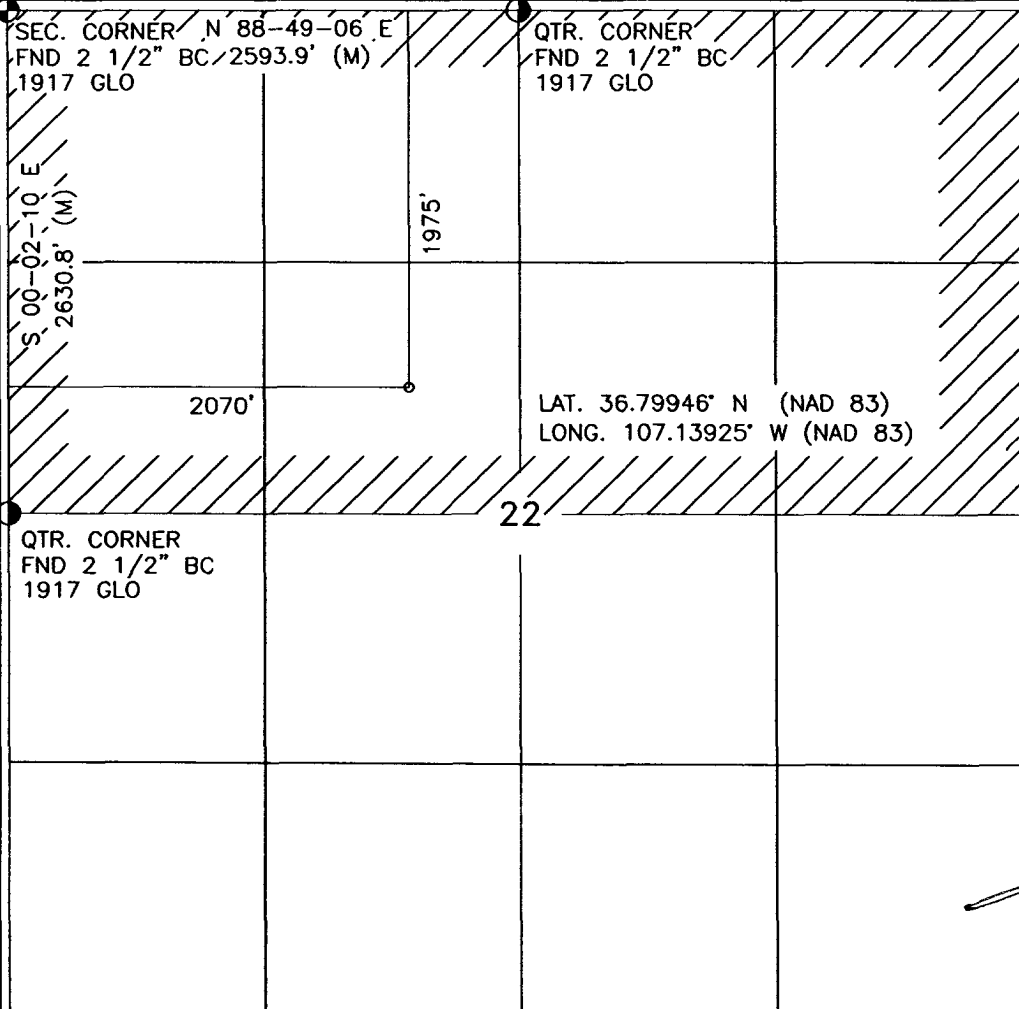 SEC. CORNER N 88-49-06 E
FND 2 1/2" BC 2593.9' (M)
1917 GLO
QTR. CORNER
FND 2 1/2" BC
1917 GLO
S 00-02-10 E
2630.8' (M)
1975'
2070'
LAT. 36.79946° N (NAD 83)
LONG. 107.13925° W (NAD 83)
22
QTR. CORNER
FND 2 1/2" BC
1917 GLO